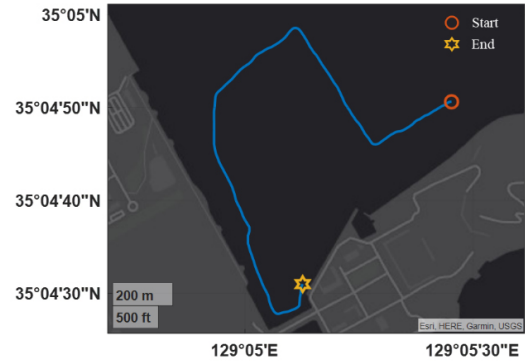 35°05'N
Start
End
35°04'50"N
35°04'40"N
35°04'30"N
200 m
500 ft
Esri, HERE, Garmin, USGS
129°05'E
129°05'30"E